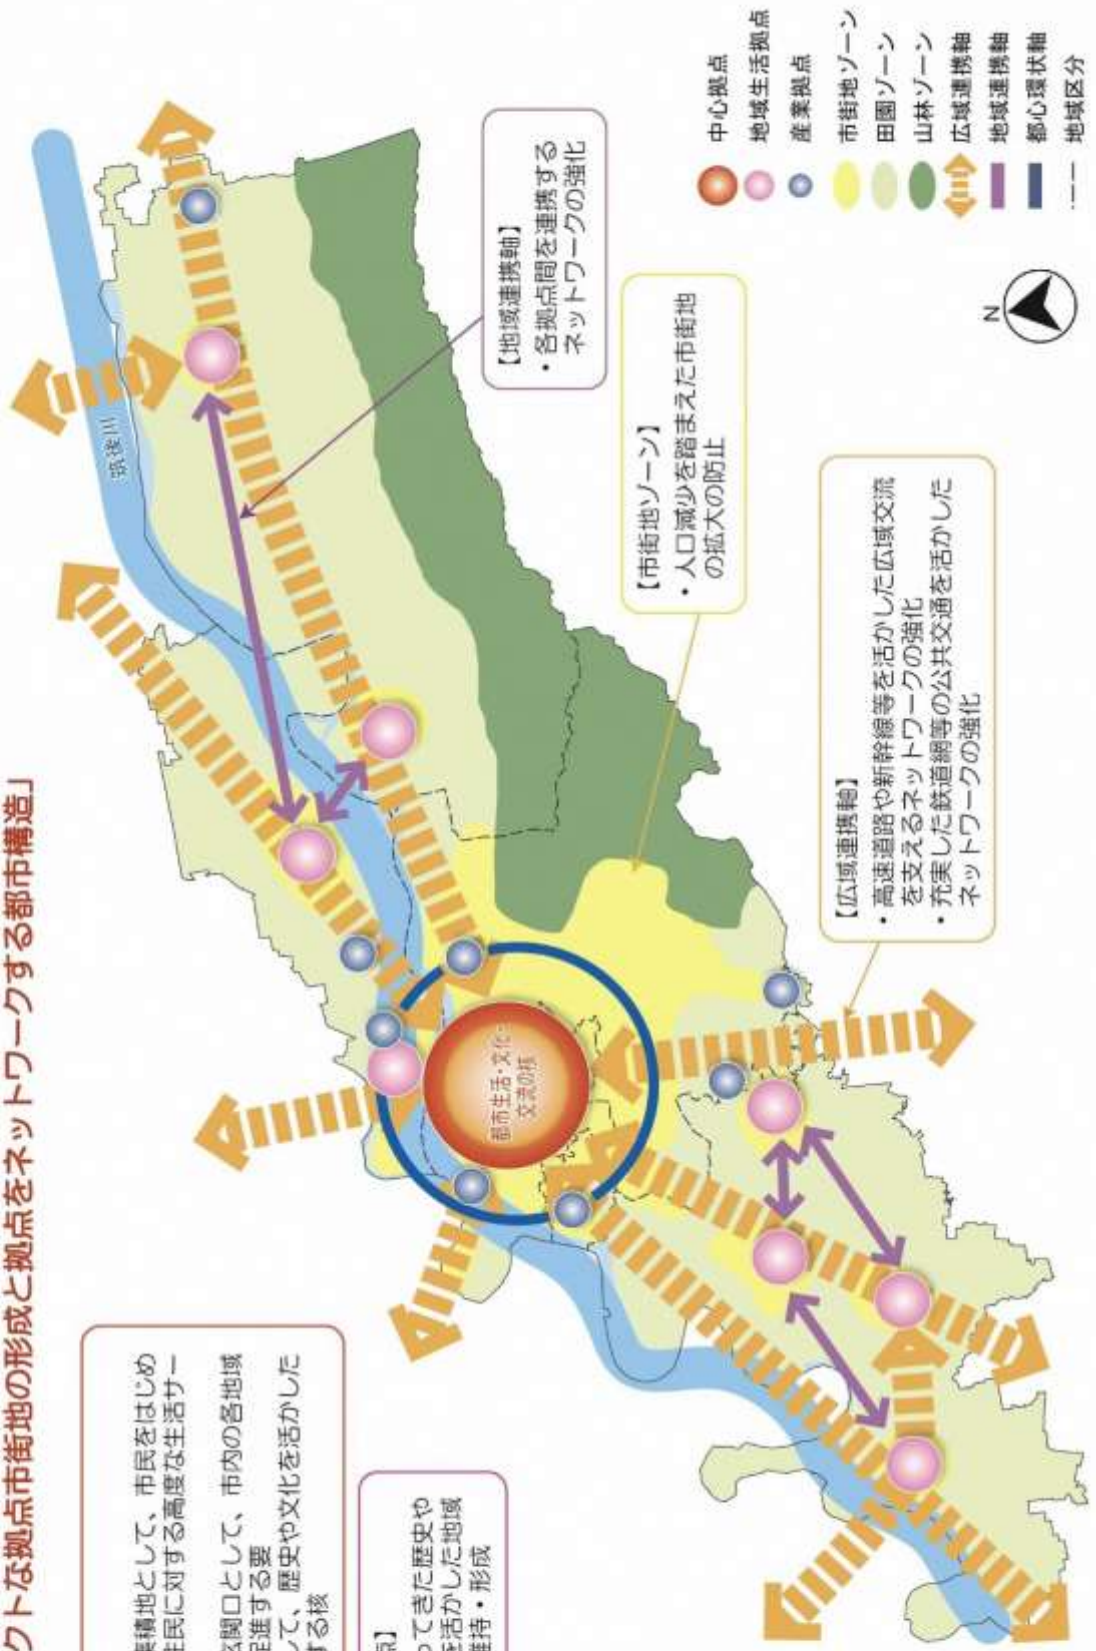 クトな拠点市街地の形成と拠点をネットワークする都市構造」
集積地として、市民をはじめ
住民に対する高度な生活サー
玄関口として、市内の各地域
促進する要
して、歴史や文化を活かした
する核
点】
ってきた歴史や
を活かした地域
維持・形成
筑後川
都市生活・文化・
交流の核
【地域連携軸】
・各拠点間を連携する
ネットワークの強化
【市街地ゾーン】
・人口減少を踏まえた市街地
の拡大の防止
【広域連携軸】
・高速道路や新幹線等を活かした広域交流
を支えるネットワークの強化
・充実した鉄道網等の公共交通を活かした
ネットワークの強化
N
中心拠点
地域生活拠点
産業拠点
市街地ゾーン
田園ゾーン
山林ゾーン
広域連携軸
地域連携軸
都心環状軸
地域区分